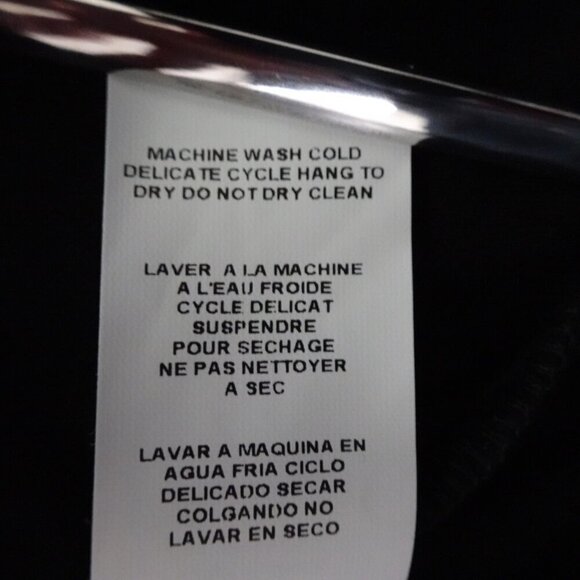 MACHINE WASH COLD
DELICATE CYCLE HANG TO
DRY DO NOT DRY CLEAN
LAVER A LA MACHINE
A L'EAU FROIDE
CYCLE DELICAT
SUSPENDRE
POUR SECHAGE
NE PAS NETTOYER
A SEC
LAVAR A MAQUINA EN
AGUA FRIA CICLO
DELICADO SECAR
COLGANDO NO
LAVAR EN SECO